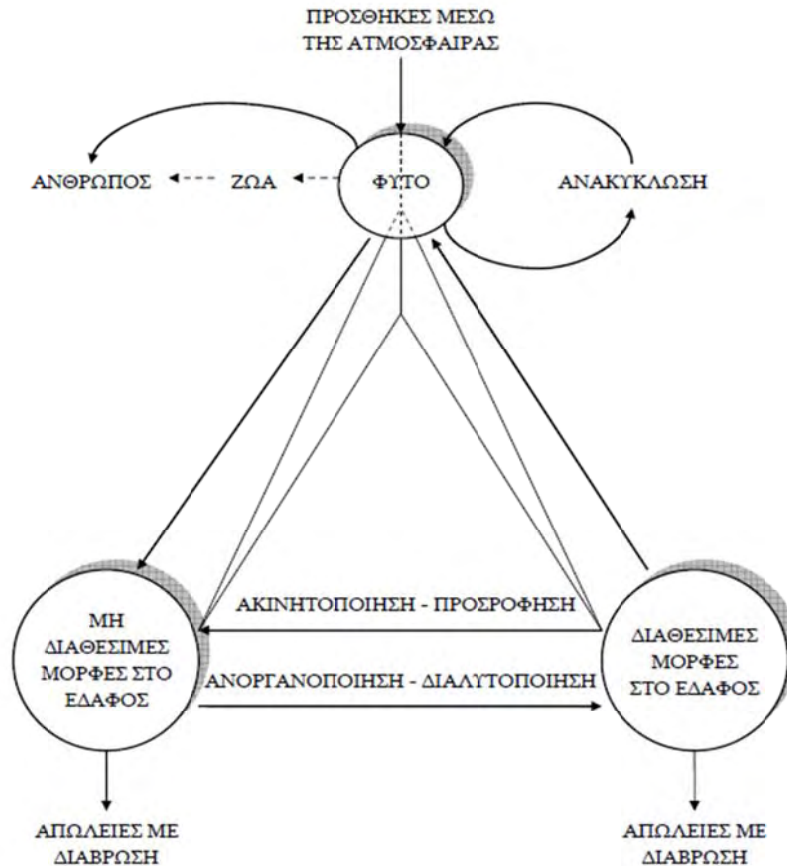 ΠΡΟΣΘΗΚΕΣ ΜΕΣΩ
ΤΗΣ ΑΤΜΟΣΦΑΙΡΑΣ
ΑΝΘΡΩΠΟΣ
ΖΩΑ
ΦΥΤΟ
ΑΝΑΚΥΚΛΩΣΗ
ΑΚΙΝΗΤΟΠΟΙΗΣΗ - ΠΡΟΣΡΟΦΗΣΗ
ΑΝΟΡΓΑΝΟΠΟΙΗΣΗ - ΔΙΑΛΥΤΟΠΟΙΗΣΗ
ΜΗ
ΔΙΑΘΕΣΙΜΕΣ
ΜΟΡΦΕΣ ΣΤΟ
ΕΔΑΦΟΣ
ΔΙΑΘΕΣΙΜΕΣ
ΜΟΡΦΕΣ
ΣΤΟ ΕΔΑΦΟΣ
ΑΠΩΛΕΙΕΣ ΜΕ
ΔΙΑΒΡΩΣΗ
ΑΠΩΛΕΙΕΣ ΜΕ
ΔΙΑΒΡΩΣΗ